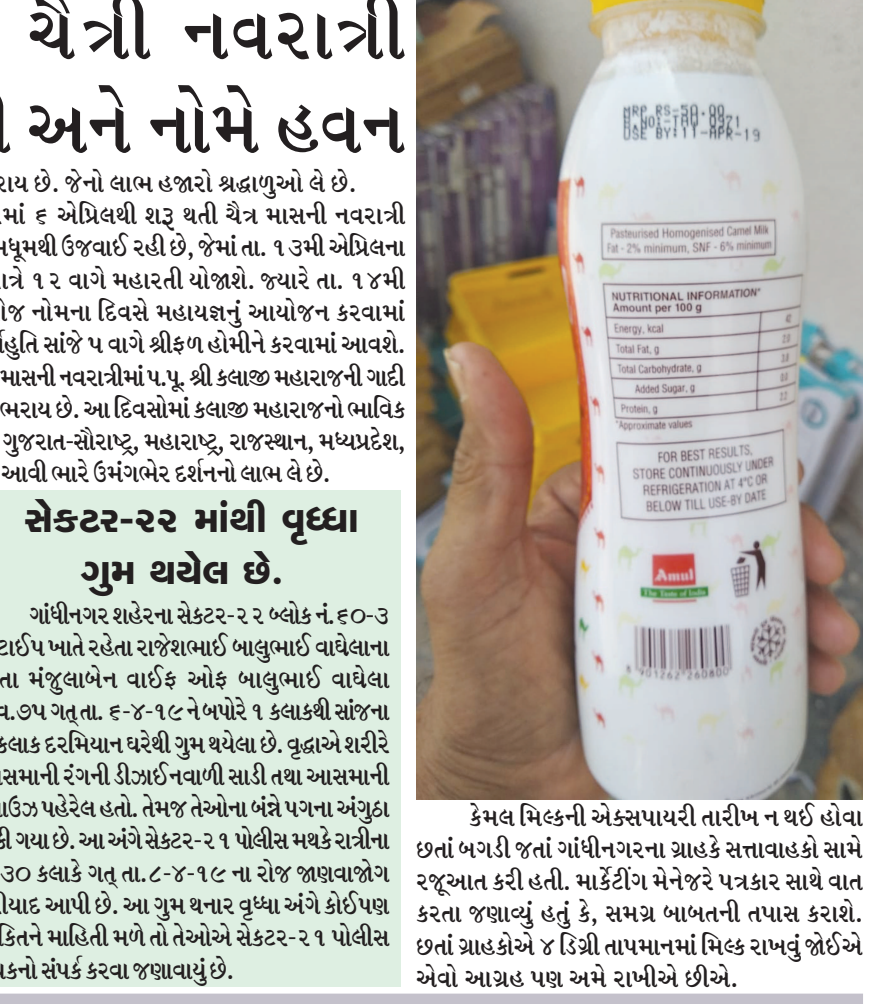 ચૈત્રી નવરાત્રી
અને નોમે હવન
છે. જેનો લાભ હજારો શ્રદ્ધાળુઓ લે છે.
૬ એપ્રિલથી શરૂ થતી ચૈત્ર માસની નવરાત્રી
ઉજવાઈ રહી છે, જેમાં તા. ૧૩મી એપ્રિલના
૧૨ વાગે મહારતી યોજાશે. જ્યારે તા. ૧૪મી
નોમના દિવસે મહાયજ્ઞનું આયોજન કરવામાં
સાંજે ૫ વાગે શ્રીફળ હોમીને કરવામાં આવશે.
માસની નવરાત્રીમાં પ.પૂ. શ્રી કલાજી મહારાજની ગાદી
ભરાય છે. આ દિવસોમાં કલાજી મહારાજનો ભાવિક
ગુજરાત-સૌરાષ્ટ્ર, મહારાષ્ટ્ર, રાજસ્થાન, મધ્યપ્રદેશ,
આવી ભારે ઉમંગભેર દર્શનનો લાભ લે છે.
સેકટર-૨૨ માંથી વૃધ્ધા
ગુમ થયેલ છે.
ગાંધીનગર શહેરના સેકટર-૨૨ બ્લોક નં. ૬૦-૩
ટાઈપ ખાતે રહેતા રાજેશભાઈ બાલુભાઈ વાઘેલાના
મંજુલાબેન વાઈફ ઓફ બાલુભાઈ વાઘેલા
વ.૭૫ ગત્ તા. ૬-૪-૧૯ ને બપોરે ૧ કલાકથી સાંજના
કલાક દરમિયાન ઘરેથી ગુમ થયેલા છે. વૃદ્ધાએ શરીરે
રંગની ડીઝાઈનવાળી સાડી તથા આસમાની
પહેરેલ હતો. તેમજ તેઓના બંન્ને પગના અંગુઠા
ગયા છે. આ અંગે સેકટર-૨૧ પોલીસ મથકે રાત્રીના
૩૦ કલાકે ગત્ તા.૮-૪-૧૯ ના રોજ જાણવાજોગ
આપી છે. આ ગુમ થનાર વૃધ્ધા અંગે કોઈપણ
માહિતી મળે તો તેઓએ સેકટર-૨૧ પોલીસ
સંપર્ક કરવા જણાવાયું છે.
MRP RS-50.00
B.NO:-THV 0971
USE BY:11-APR-19
Pasteurised Homogenised Camel Milk
Fat - 2% minimum, SNF - 6% minimum
NUTRITIONAL INFORMATION*
Amount per 100 g
Energy, kcal
Total Fat, g
Total Carbohydrate, g
Added Sugar, g
Protein, g
*Approximate values
FOR BEST RESULTS,
STORE CONTINUOUSLY UNDER
REFRIGERATION AT 4°C OR
BELOW TILL USE-BY DATE
Amul
The Taste of India
8 901262 260800
કેમલ મિલ્કની એક્સપાયરી તારીખ ન થઈ હોવા
છતાં બગડી જતાં ગાંધીનગરના ગ્રાહકે સત્તાવાહકો સામે
રજૂઆત કરી હતી. માર્કેટીંગ મેનેજરે પત્રકાર સાથે વાત
કરતા જણાવ્યું હતું કે, સમગ્ર બાબતની તપાસ કરાશે.
છતાં ગ્રાહકોએ ૪ ડિગ્રી તાપમાનમાં મિલ્ક રાખવું જોઈએ
એવો આગ્રહ પણ અમે રાખીએ છીએ.